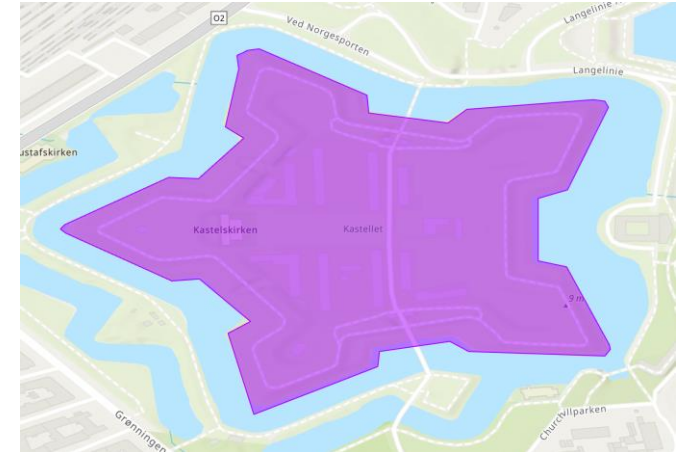 O2
Ved Norgesporten
Langelinie
Langelinie
ustafskirken
Kastelskirken
Kastellet
9 m
Churchillparken
Grønningen